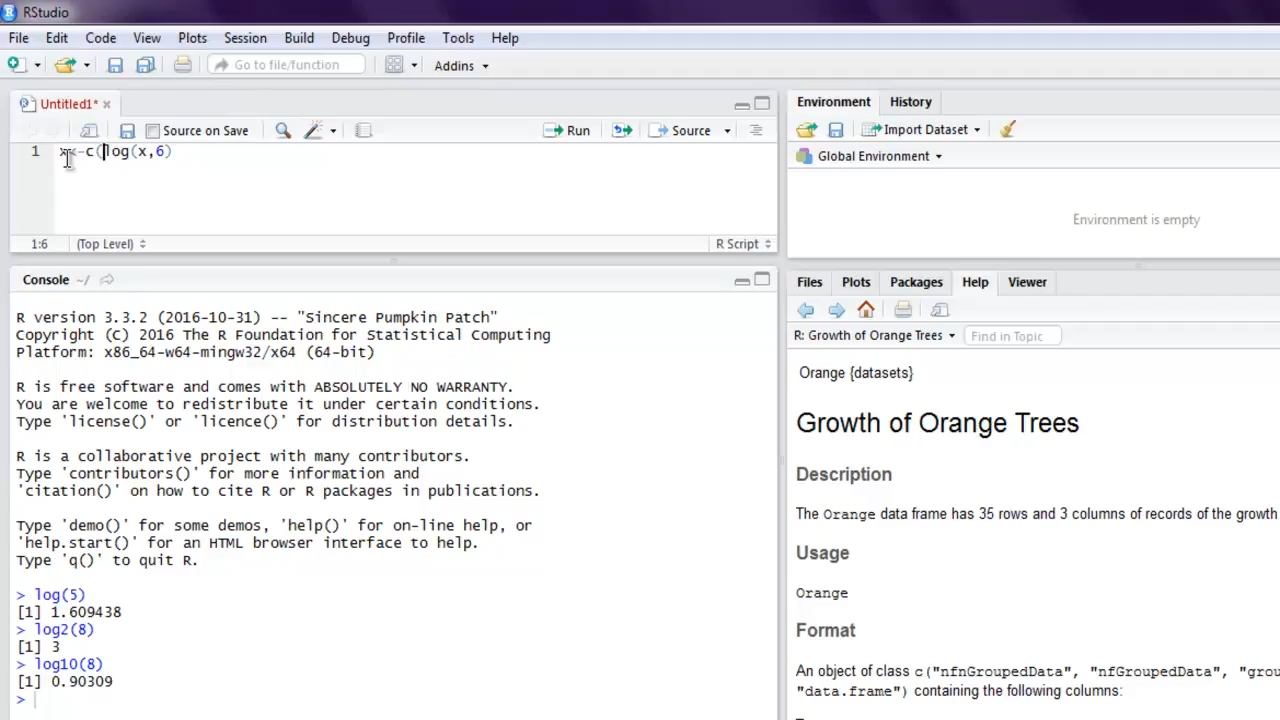 RStudio
File Edit Code View Plots Session Build Debug Profile Tools Help
Go to file/function Addins
Untitled1*
Source on Save Run Source
1 x<-c(log(x,6)
1:6 (Top Level) R Script
Console ~/
R version 3.3.2 (2016-10-31) -- "Sincere Pumpkin Patch"
Copyright (C) 2016 The R Foundation for Statistical Computing
Platform: x86_64-w64-mingw32/x64 (64-bit)
R is free software and comes with ABSOLUTELY NO WARRANTY.
You are welcome to redistribute it under certain conditions.
Type 'license()' or 'licence()' for distribution details.
R is a collaborative project with many contributors.
Type 'contributors()' for more information and
'citation()' on how to cite R or R packages in publications.
Type 'demo()' for some demos, 'help()' for on-line help, or
'help.start()' for an HTML browser interface to help.
Type 'q()' to quit R.
> log(5)
[1] 1.609438
> log2(8)
[1] 3
> log10(8)
[1] 0.90309
>
Environment History
Import Dataset
Global Environment
Environment is empty
Files Plots Packages Help Viewer
R: Growth of Orange Trees Find in Topic
Orange {datasets}
Growth of Orange Trees
Description
The Orange data frame has 35 rows and 3 columns of records of the growth
Usage
Orange
Format
An object of class c("nfnGroupedData", "nfGroupedData", "grou
"data.frame") containing the following columns: